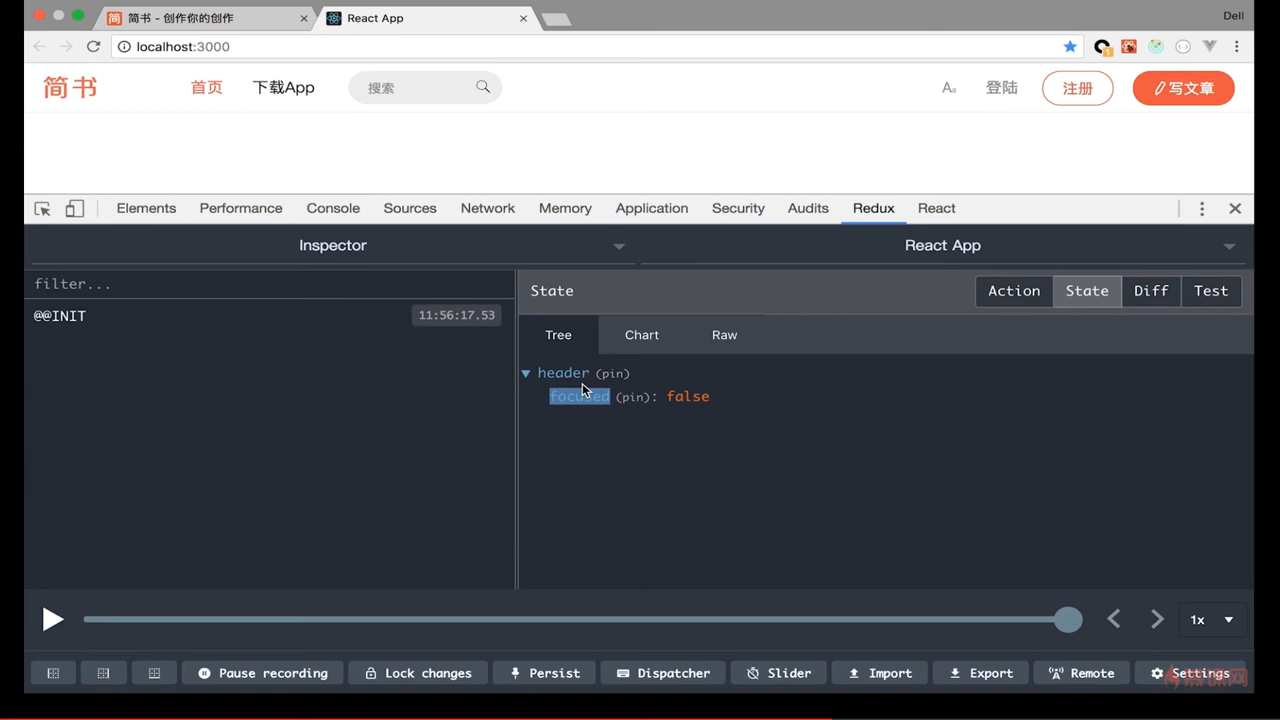 简书 - 创作你的创作
React App
Dell
localhost:3000
1
简书
首页
下载App
搜索
Aa
登陆
注册
写文章
Elements
Performance
Console
Sources
Network
Memory
Application
Security
Audits
Redux
React
Inspector
React App
filter...
State
Action
State
Diff
Test
@@INIT
11:56:17.53
Tree
Chart
Raw
header (pin)
focused (pin): false
1x
Pause recording
Lock changes
Persist
Dispatcher
Slider
Import
Export
Remote
Settings
慕课网